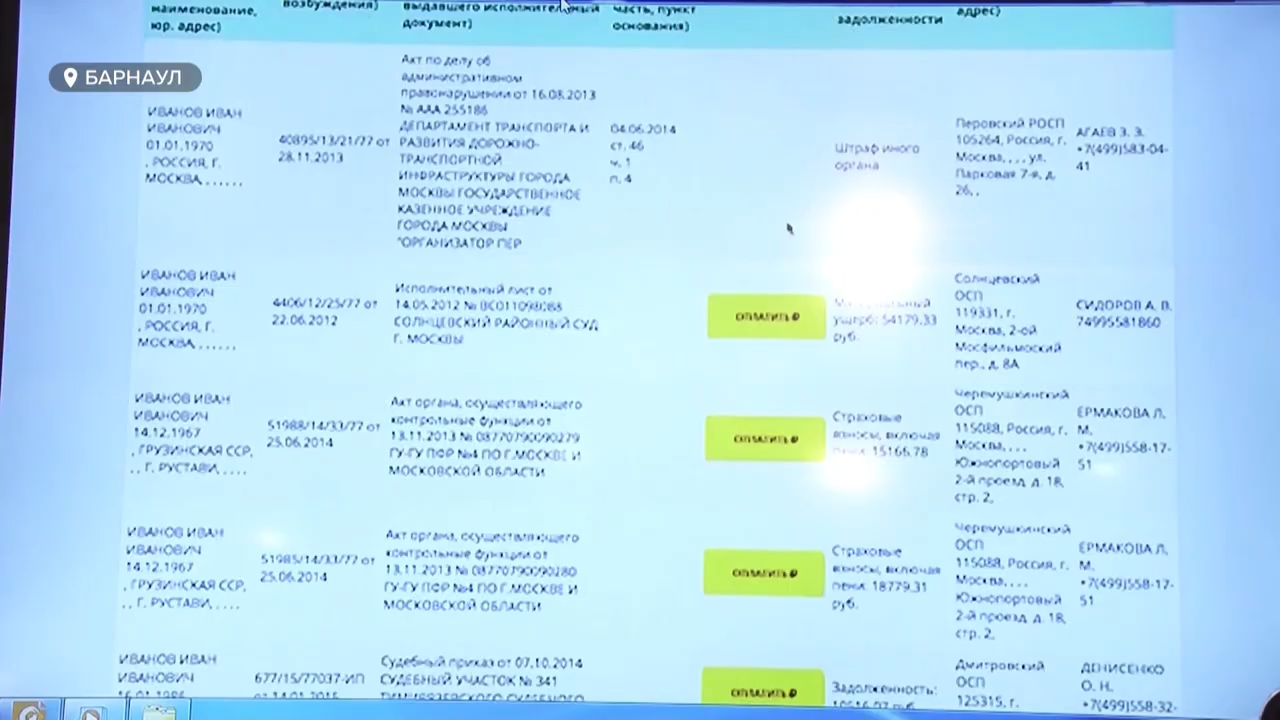 наименование,
юр. адрес)
возбуждения)
выдавшего исполнительный
документ)
часть, пункт
основания)
задолженности
адрес)
БАРНАУЛ
ИВАНОВ ИВАН
ИВАНОВИЧ
01.01.1970
, РОССИЯ, Г.
МОСКВА, , , , , ,
40895/13/21/77 от
28.11.2013
Акт по делу об
административном
правонарушении от 16.08.2013
№ ААА 255186
ДЕПАРТАМЕНТ ТРАНСПОРТА И
РАЗВИТИЯ ДОРОЖНО-
ТРАНСПОРТНОЙ
ИНФРАСТРУКТУРЫ ГОРОДА
МОСКВЫ ГОСУДАРСТВЕННОЕ
КАЗЕННОЕ УЧРЕЖДЕНИЕ
ГОРОДА МОСКВЫ
"ОРГАНИЗАТОР ПЕР
04.06.2014
ст. 46
ч. 1
п. 4
Штраф иного
органа
Перовский РОСП
105264, Россия, г.
Москва, , , , ул.
Парковая 7-я, д.
26, ,
АГАЕВ З. З.
+7(499)583-04-
41
ИВАНОВ ИВАН
ИВАНОВИЧ
01.01.1970
, РОССИЯ, Г.
МОСКВА, , , , , ,
4406/12/25/77 от
22.06.2012
Исполнительный лист от
14.05.2012 №
СОЛНЦЕВСКИЙ РАЙОННЫЙ СУД
Г. МОСКВЫ
ОПЛАТИТЬ ₽
Материальный
ущерб: 54179.33
руб.
Солнцевский
ОСП
119331, г.
Москва, 2-ой
Мосфильмовский
пер., д. 8А
СИДОРОВ А. В.
74995581860
ИВАНОВ ИВАН
ИВАНОВИЧ
14.12.1967
, ГРУЗИНСКАЯ ССР,
, , Г. РУСТАВИ, , , , ,
51988/14/33/77 от
25.06.2014
Акт органа, осуществляющего
контрольные функции от
13.11.2013 № 08770790090279
ГУ-ГУ ПФР №4 ПО Г.МОСКВЕ И
МОСКОВСКОЙ ОБЛАСТИ
ОПЛАТИТЬ ₽
Страховые
взносы, включая
пени: 15166.78
Черемушкинский
ОСП
115088, Россия, г.
Москва, , , ,
Южнопортовый
2-й проезд, д. 18,
стр. 2,
ЕРМАКОВА Л.
М.
+7(499)558-17-
51
ИВАНОВ ИВАН
ИВАНОВИЧ
14.12.1967
, ГРУЗИНСКАЯ ССР,
, , Г. РУСТАВИ, , , , ,
51985/14/33/77 от
25.06.2014
Акт органа, осуществляющего
контрольные функции от
13.11.2013 № 08770790090280
ГУ-ГУ ПФР №4 ПО Г.МОСКВЕ И
МОСКОВСКОЙ ОБЛАСТИ
ОПЛАТИТЬ ₽
Страховые
взносы, включая
пени: 18779.31
руб.
Черемушкинский
ОСП
115088, Россия, г.
Москва, , , ,
Южнопортовый
2-й проезд, д. 18,
стр. 2,
ЕРМАКОВА Л.
М.
+7(499)558-17-
51
ИВАНОВ ИВАН
ИВАНОВИЧ
16.01.1986
677/15/77037-ИП
от 14.01.2015
Судебный приказ от 07.10.2014
СУДЕБНЫЙ УЧАСТОК № 341
ТИМИРЯЗЕВСКОГО СУДЕБНОГО
ОПЛАТИТЬ ₽
Задолженность:
Дмитровский
ОСП
125315, г.
ДЕНИСЕНКО
О. Н.
+7(499)558-32-